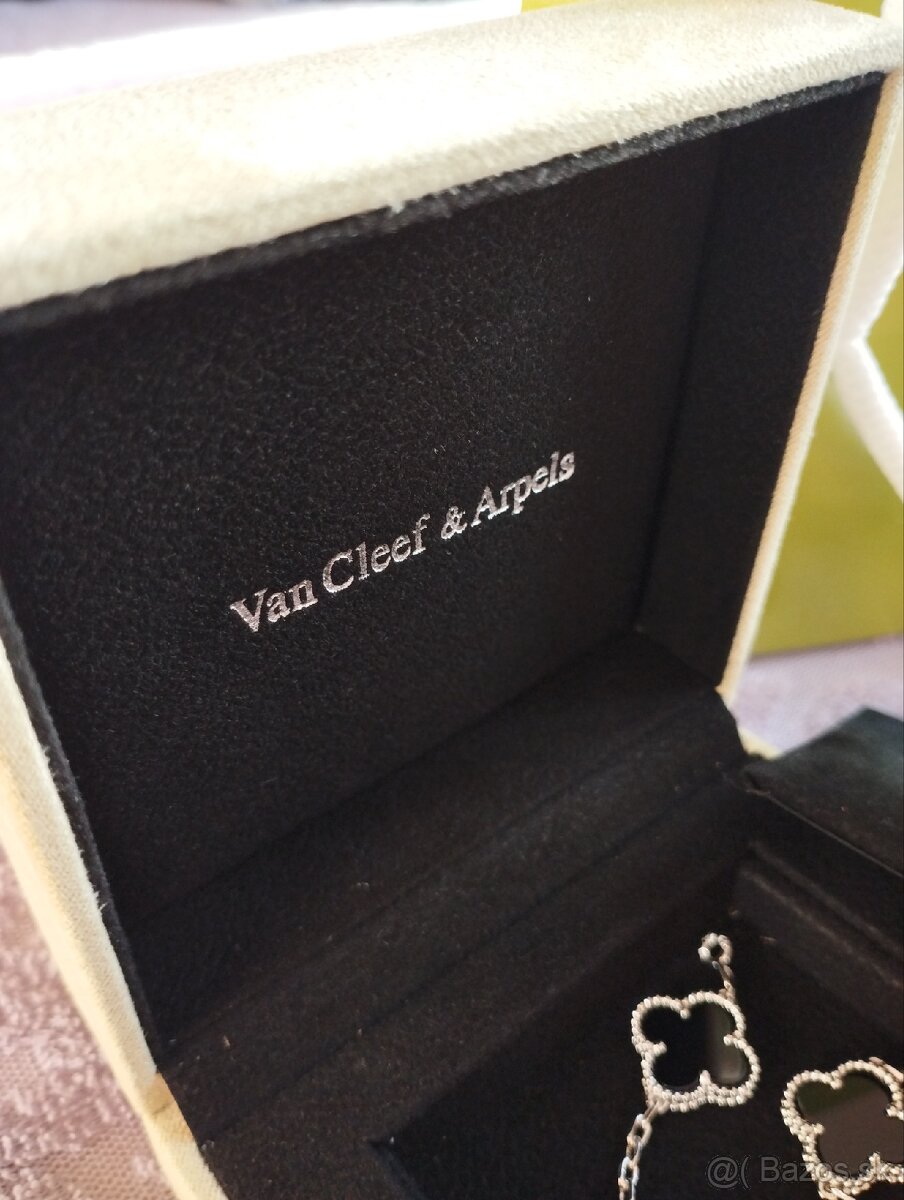 Van Cleef & Arpels
@( Bazos.sk